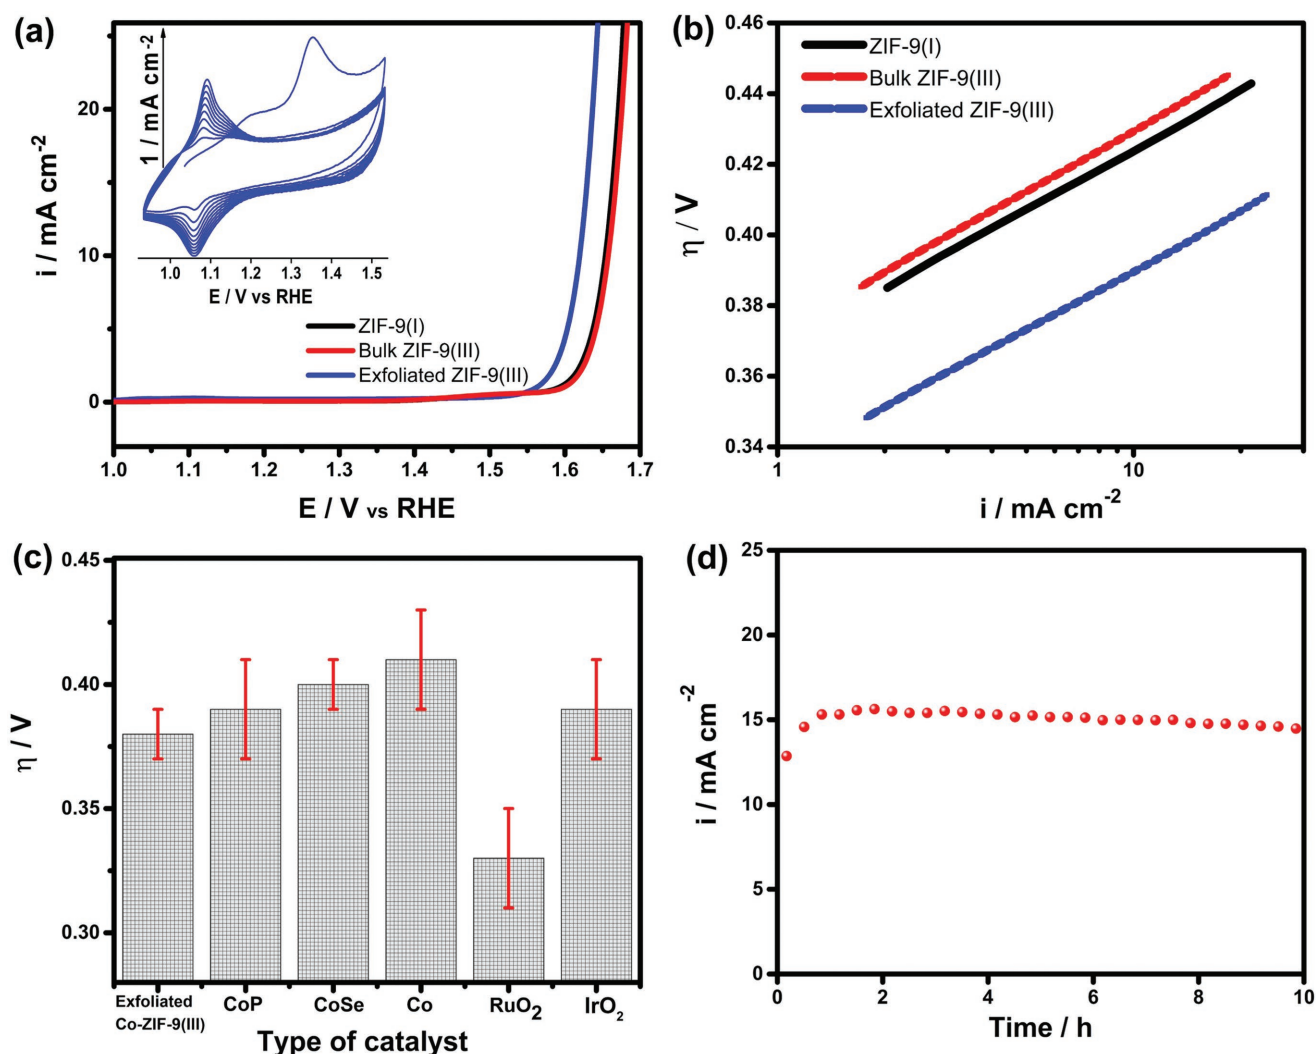 (a)
20
10
0
i / mA cm-2
1 / mA cm-2
1.0 1.1 1.2 1.3 1.4 1.5
E / V vs RHE
ZIF-9(I)
Bulk ZIF-9(III)
Exfoliated ZIF-9(III)
1.0 1.1 1.2 1.3 1.4 1.5 1.6 1.7
E / V vs RHE
(b)
0.46
0.44
0.42
0.40
0.38
0.36
0.34
η / V
ZIF-9(I)
Bulk ZIF-9(III)
Exfoliated ZIF-9(III)
1 10
i / mA cm-2
(c)
0.45
0.40
0.35
0.30
η / V
Exfoliated
Co-ZIF-9(III)
CoP CoSe Co RuO2 IrO2
Type of catalyst
(d)
25
20
15
10
5
0
i / mA cm-2
0 2 4 6 8 10
Time / h